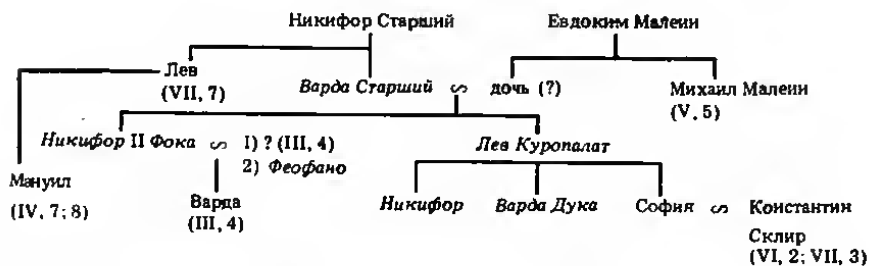 Никифор Старший Евдоким Малеин
Лев Варда Старший ∽ дочь (?) Михаил Малеин
(VII, 7) (V, 5)
Никифор II Фока ∽ 1) ? (III, 4) Лев Куропалат
2) Феофано
Мануил Варда Никифор Варда Дука София ∽ Константин
(IV, 7; 8) (III, 4) Склир
(VI, 2; VII, 3)